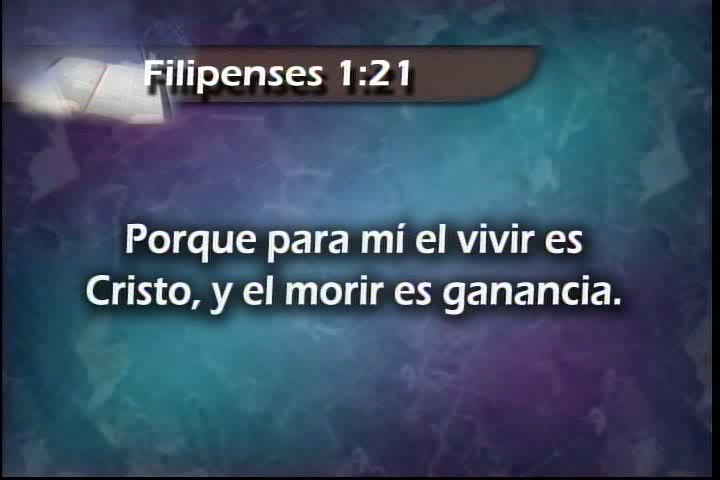 Filipenses 1:21
Porque para mí el vivir es
Cristo, y el morir es ganancia.